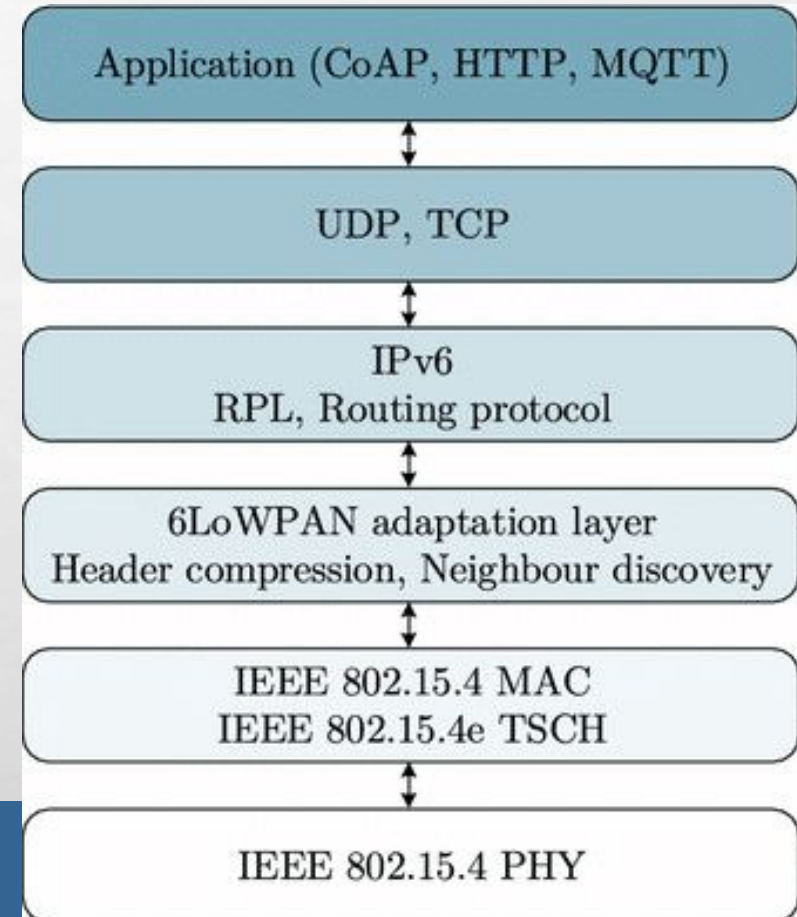 Application (CoAP, HTTP, MQTT)
UDP, TCP
IPv6
RPL, Routing protocol
6LoWPAN adaptation layer
Header compression, Neighbour discovery
IEEE 802.15.4 MAC
IEEE 802.15.4e TSCH
IEEE 802.15.4 PHY